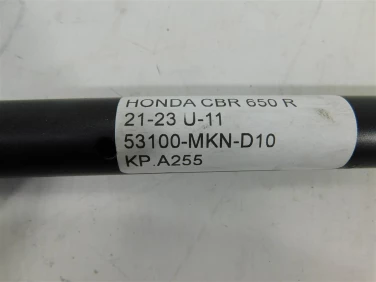 HONDA CBR 650 R
21-23 U-11
53100-MKN-D10
KP.A255